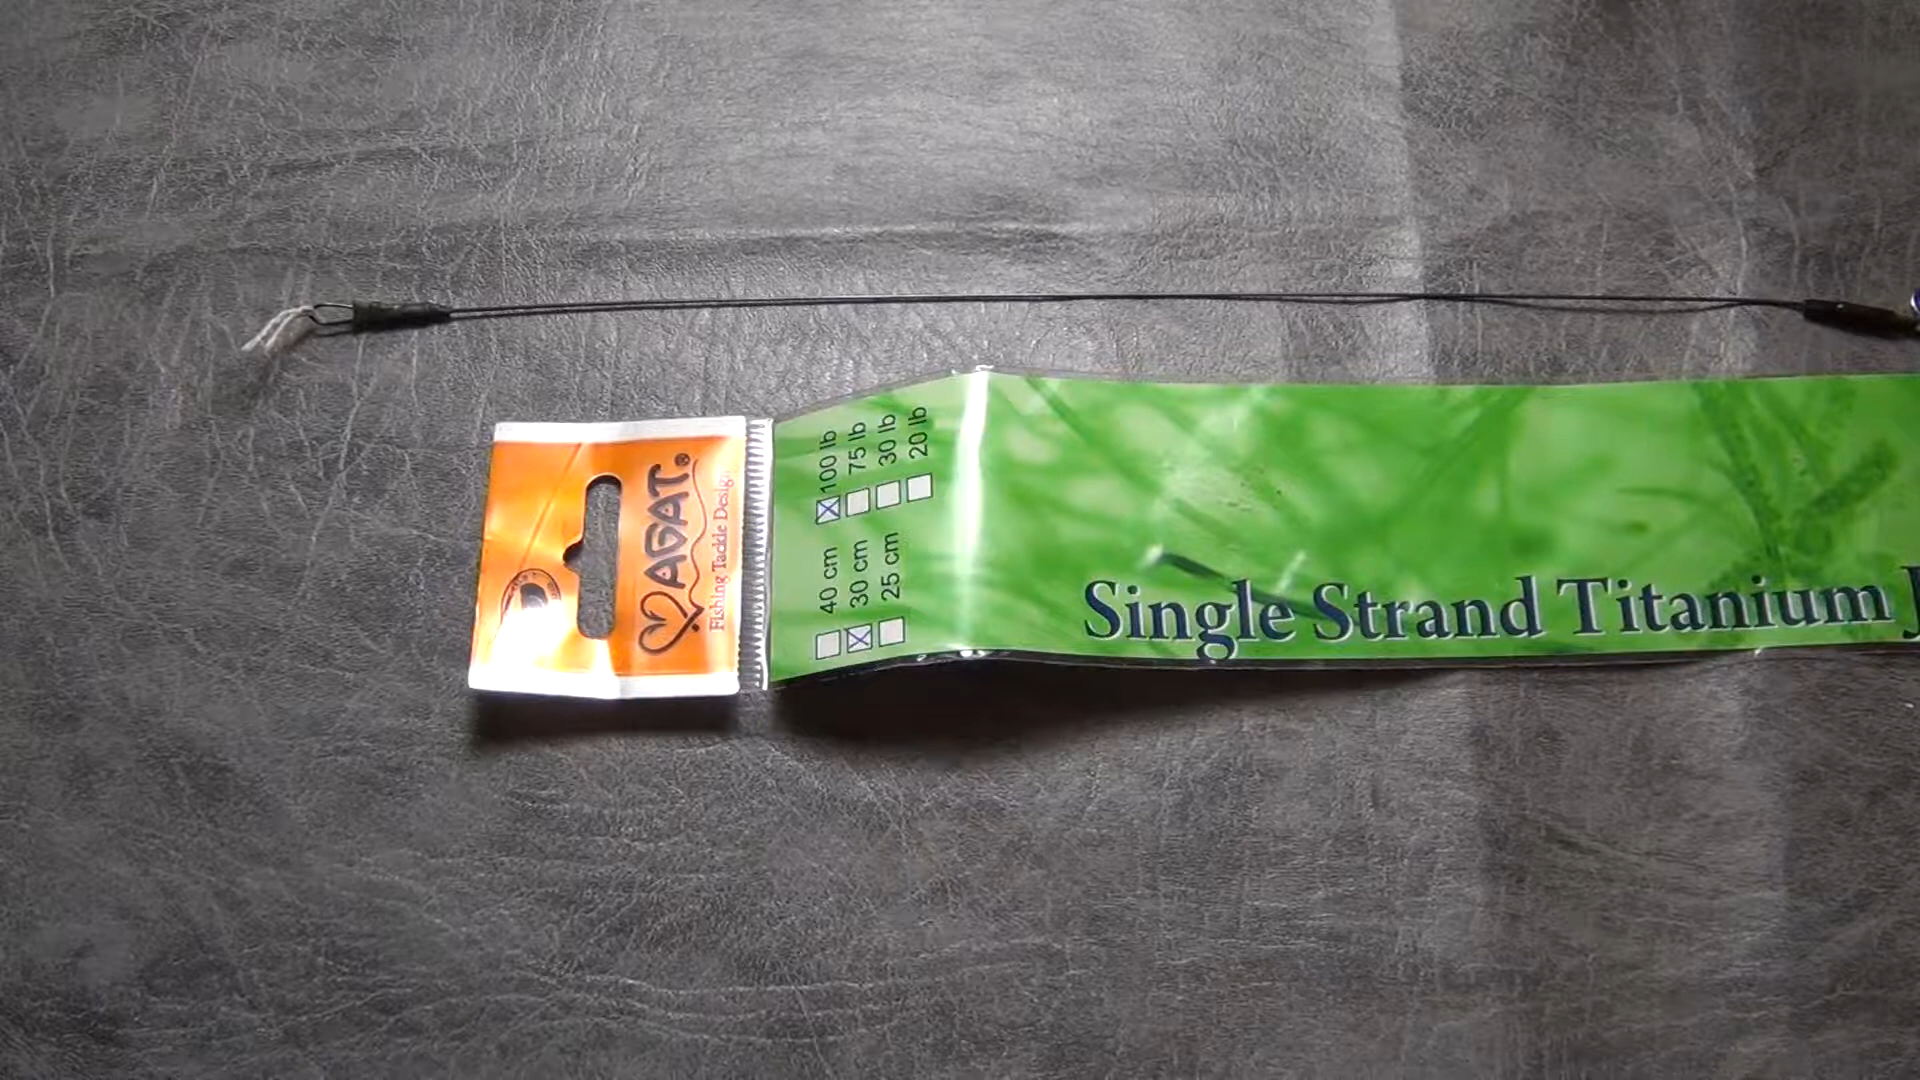 AGAT®
Fishing Tackle Design
40 cm
30 cm
25 cm
100 lb
75 lb
30 lb
20 lb
Single Strand Titanium